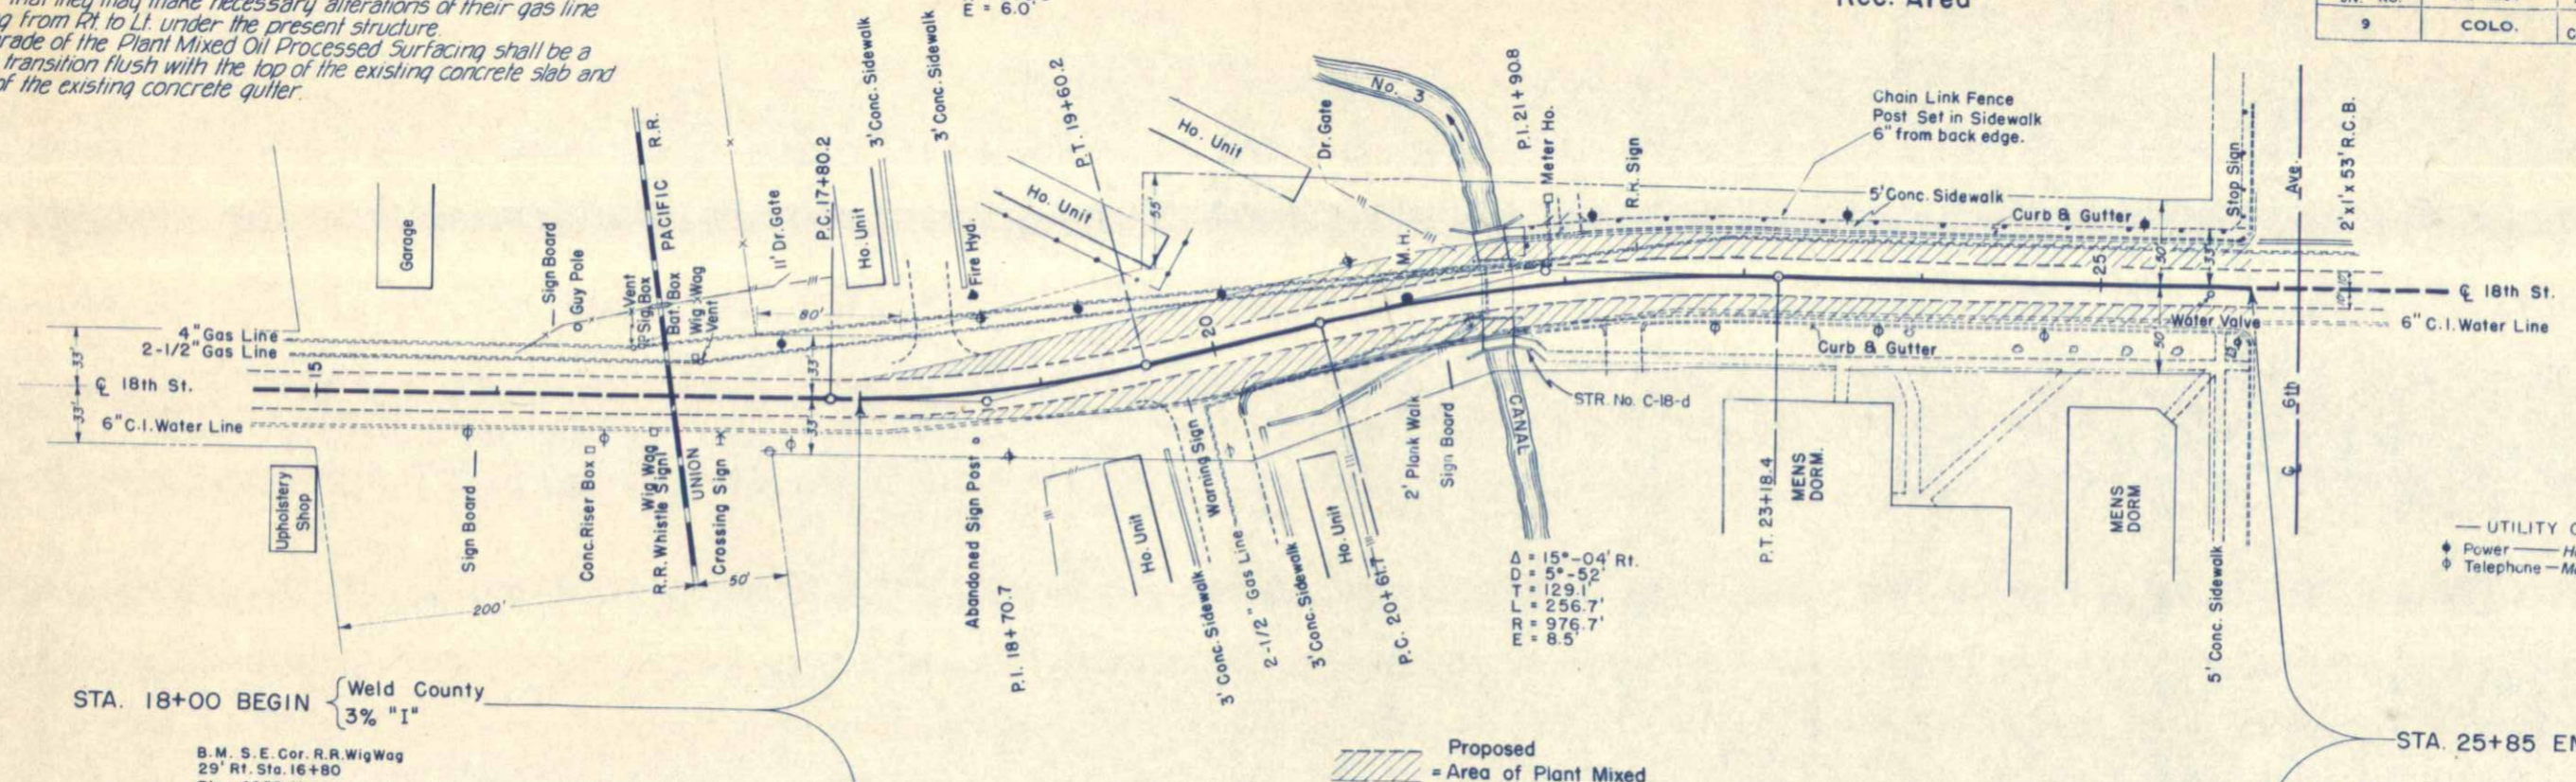 that they may make necessary alterations of their gas line
from Rt. to Lt. under the present structure.
rade of the Plant Mixed Oil Processed Surfacing shall be a
transition flush with the top of the existing concrete slab and
of the existing concrete gutter.
E = 6.0'
Rec. Area
9
COLO.
Garage
Sign Board
Guy Pole
Vent
Sig. Box
Bat. Box
Wig Wag
Vent
PACIFIC R.R.
11' Dr. Gate
P.C. 17+80.2
Ho. Unit
3' Conc. Sidewalk
3' Conc. Sidewalk
Fire Hyd.
Ho. Unit
P.T. 19+60.2
55'
Ho. Unit
Dr. Gate
No. 3
M.H.
P.I. 21+90.8
Meter Ho.
R.H. Sign
Chain Link Fence
Post Set in Sidewalk
6" from back edge.
5' Conc. Sidewalk
Curb & Gutter
Stop Sign
Ave.
2'x1'x53' R.C.B.
4" Gas Line
2-1/2" Gas Line
33'
33'
℄ 18th St.
6" C.I. Water Line
15
80'
33'
33'
20
25
50'
33'
50'
Water Valve
℄ 18th St.
6" C.I. Water Line
Curb & Gutter
STR. No. C-18-d
CANAL
Upholstery
Shop
Sign Board
Conc. Riser Box
Wig Wag
R.R. Whistle Signl
UNION
Crossing Sign
50'
200'
Abandoned Sign Post
P.I. 18+70.7
Ho. Unit
3' Conc. Sidewalk
Warning Sign
2-1/2" Gas Line
3' Conc. Sidewalk
Ho. Unit
P.C. 20+61.7
2' Plank Walk
Sign Board
Δ = 15°-04' Rt.
D = 5°-52'
T = 129.1'
L = 256.7'
R = 976.7'
E = 8.5'
P.T. 23+18.4
MENS
DORM.
MENS
DORM
5' Conc. Sidewalk
℄ 6th
UTILITY
Power
Telephone
STA. 18+00 BEGIN
Weld County
3% "I"
B.M. S.E. Cor. R.R. Wig Wag
29' Rt. Sta. 16+80
Proposed
= Area of Plant Mixed
STA. 25+85